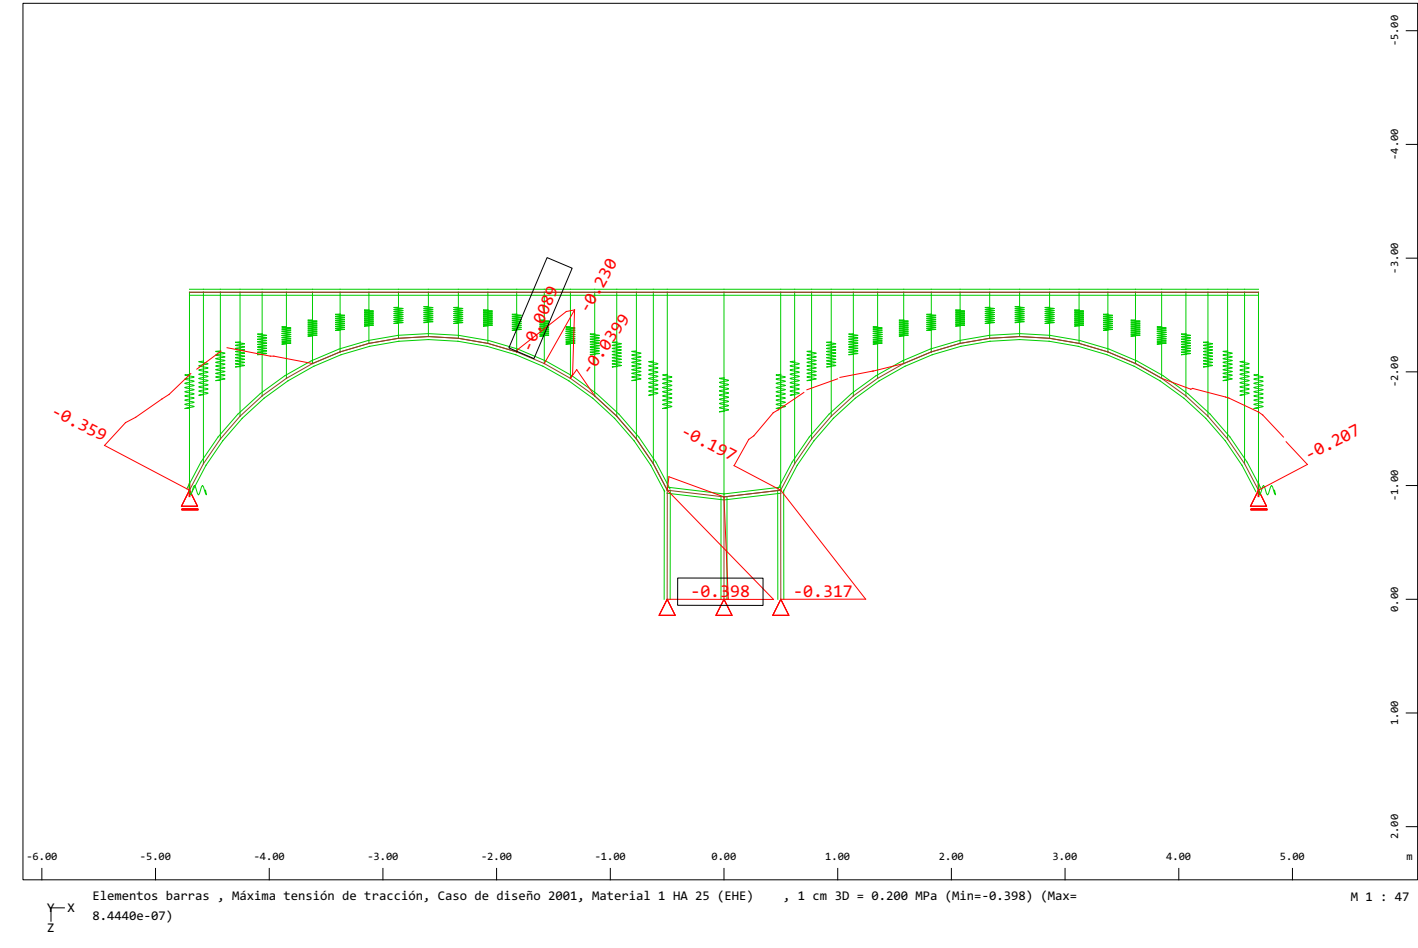 -5.00
-4.00
-3.00
-0.230
-0.0089
-0.0399
-2.00
-0.359
-0.197
-0.207
-1.00
-0.398
-0.317
0.00
1.00
2.00
-6.00 -5.00 -4.00 -3.00 -2.00 -1.00 0.00 1.00 2.00 3.00 4.00 5.00 m
Elementos barras , Máxima tensión de tracción, Caso de diseño 2001, Material 1 HA 25 (EHE) , 1 cm 3D = 0.200 MPa (Min=-0.398) (Max=
8.4440e-07)
M 1 : 47
Y X
Z